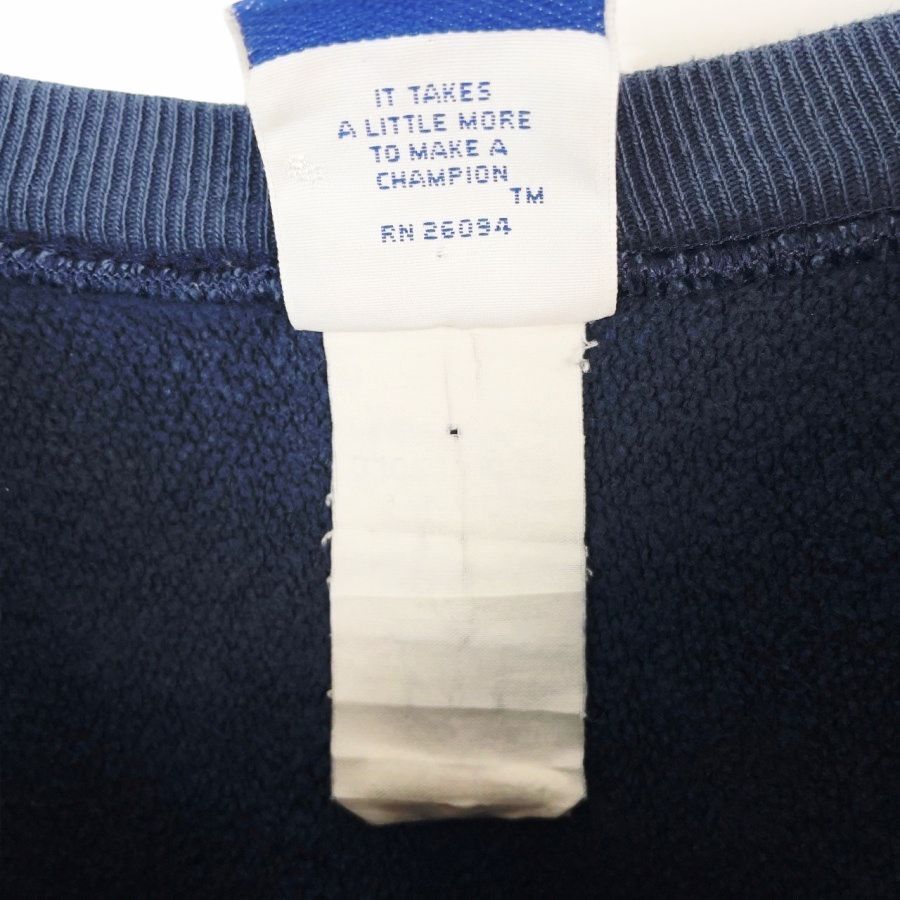 IT TAKES
A LITTLE MORE
TO MAKE A
CHAMPION
TM
RN 26094